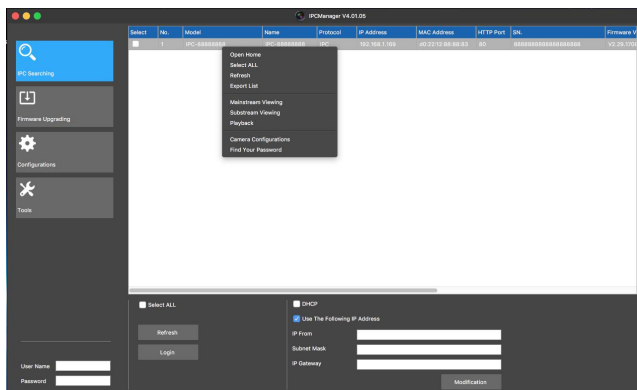 IPCManager V4.01.05
Select No. Model Name Protocol IP Address MAC Address HTTP Port SN. Firmware V
1 IPC-88888888 IPC-88888888 IPC 192.168.1.168 80 V2.29.1706
Open Home
Select ALL
Refresh
Export List
Mainstream Viewing
Substream Viewing
Playback
Camera Configurations
Find Your Password
IPC Searching
Firmware Upgrading
Configurations
Tools
User Name
Password
Select ALL
Refresh
Login
DHCP
Use The Following IP Address
IP From
Subnet Mask
IP Gateway
Modification